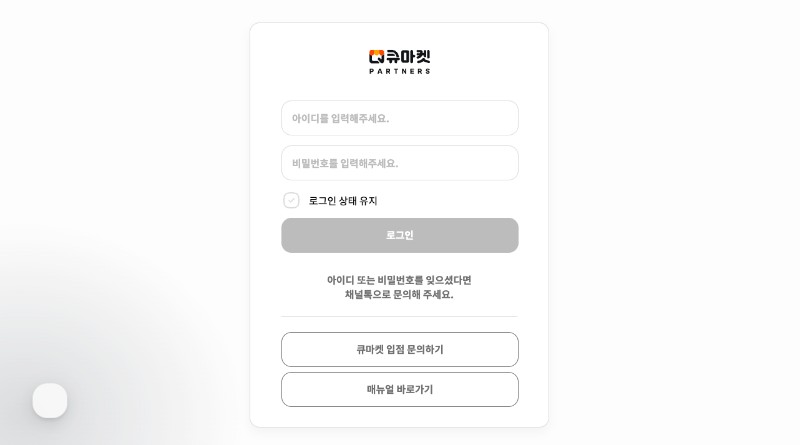 큐마켓
PARTNERS
아이디를 입력해주세요.
비밀번호를 입력해주세요.
로그인 상태 유지
로그인
아이디 또는 비밀번호를 잊으셨다면
채널톡으로 문의해 주세요.
큐마켓 입점 문의하기
매뉴얼 바로가기